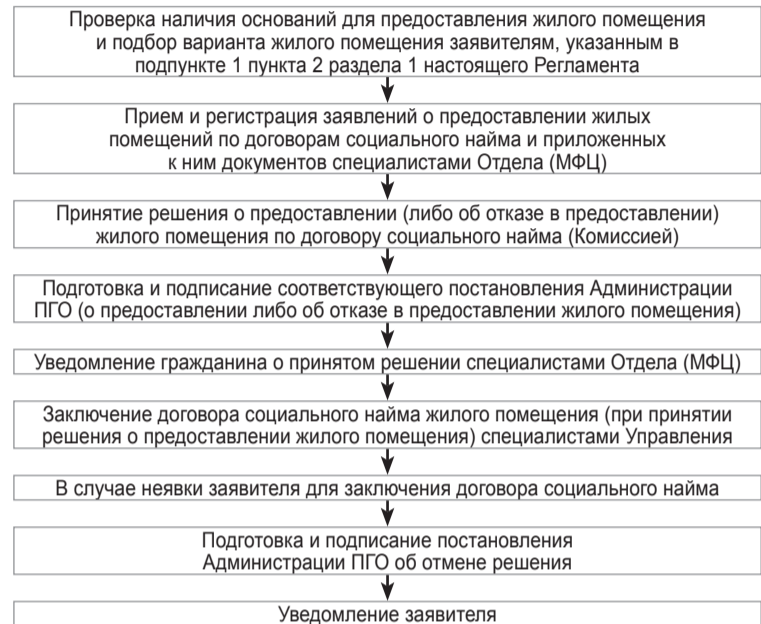 Проверка наличия оснований для предоставления жилого помещения
и подбор варианта жилого помещения заявителям, указанным в
подпункте 1 пункта 2 раздела 1 настоящего Регламента
Прием и регистрация заявлений о предоставлении жилых
помещений по договорам социального найма и приложенных
к ним документов специалистами Отдела (МФЦ)
Принятие решения о предоставлении (либо об отказе в предоставлении)
жилого помещения по договору социального найма (Комиссией)
Подготовка и подписание соответствующего постановления Администрации
ПГО (о предоставлении либо об отказе в предоставлении жилого помещения)
Уведомление гражданина о принятом решении специалистами Отдела (МФЦ)
Заключение договора социального найма жилого помещения (при принятии
решения о предоставлении жилого помещения) специалистами Управления
В случае неявки заявителя для заключения договора социального найма
Подготовка и подписание постановления
Администрации ПГО об отмене решения
Уведомление заявителя